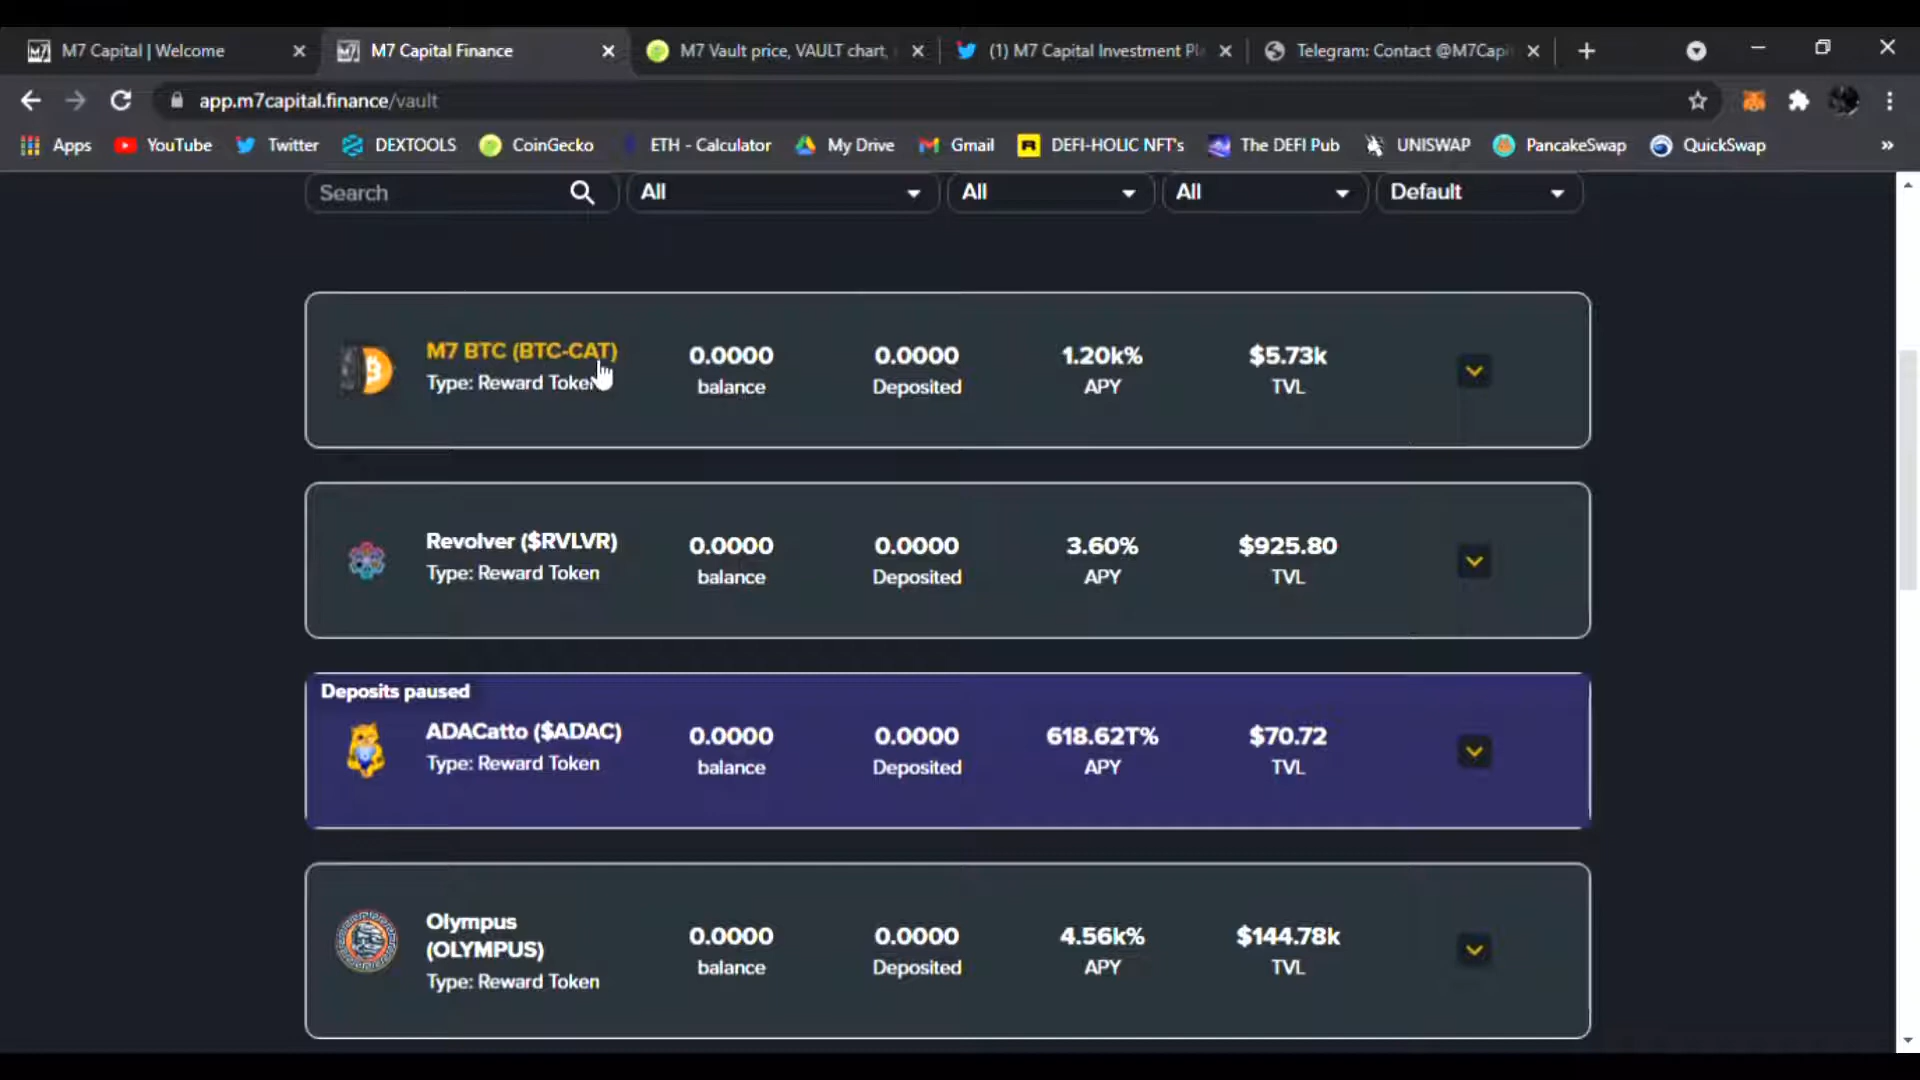 M7 Capital | Welcome
M7 Capital Finance
M7 Vault price, VAULT chart,
(1) M7 Capital Investment Pl
Telegram: Contact @M7Capi
app.m7capital.finance/vault
Apps
YouTube
Twitter
DEXTOOLS
CoinGecko
ETH - Calculator
My Drive
Gmail
DEFI-HOLIC NFT's
The DEFI Pub
UNISWAP
PancakeSwap
QuickSwap
Search
All
All
All
Default
M7 BTC (BTC-CAT)
Type: Reward Token
0.0000
balance
0.0000
Deposited
1.20k%
APY
$5.73k
TVL
Revolver ($RVLVR)
Type: Reward Token
0.0000
balance
0.0000
Deposited
3.60%
APY
$925.80
TVL
Deposits paused
ADACatto ($ADAC)
Type: Reward Token
0.0000
balance
0.0000
Deposited
618.62T%
APY
$70.72
TVL
Olympus
(OLYMPUS)
Type: Reward Token
0.0000
balance
0.0000
Deposited
4.56k%
APY
$144.78k
TVL